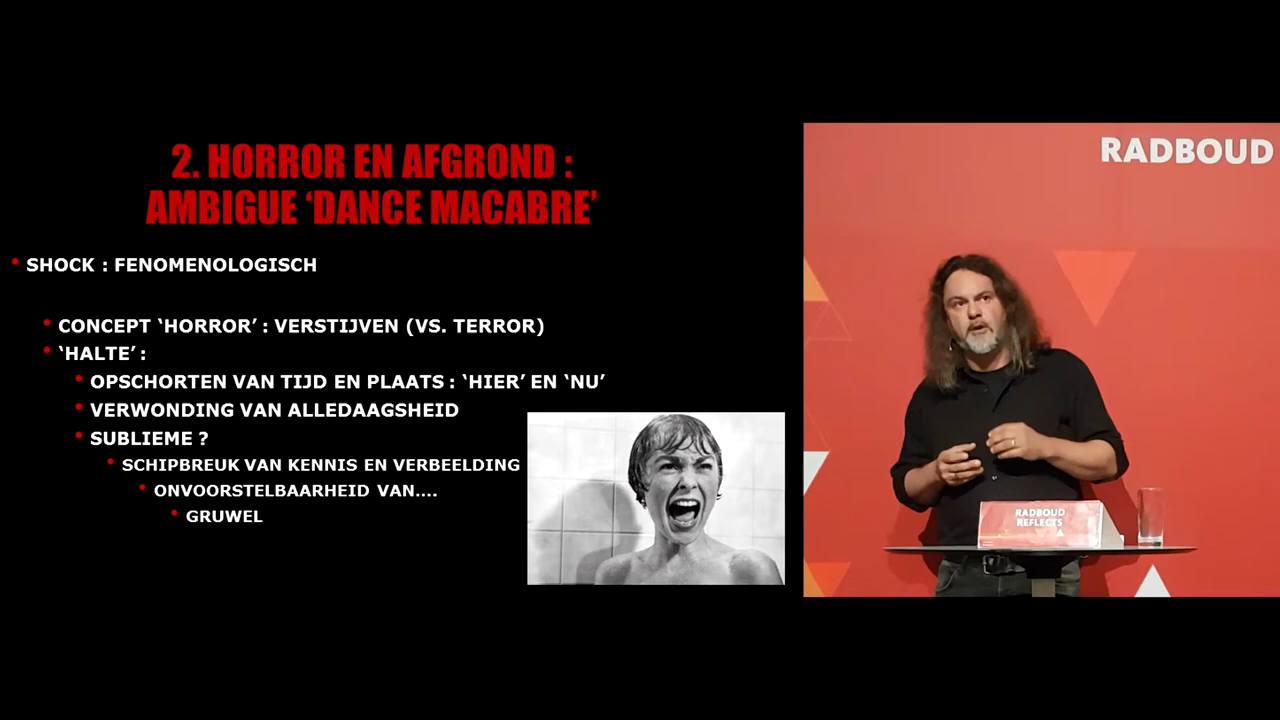 2. HORROR EN AFGROND :
AMBIGUE ‘DANCE MACABRE’
• SHOCK : FENOMENOLOGISCH
• CONCEPT ‘HORROR’ : VERSTIJVEN (VS. TERROR)
• ‘HALTE’ :
• OPSCHORTEN VAN TIJD EN PLAATS : ‘HIER’ EN ‘NU’
• VERWONDING VAN ALLEDAAGSHEID
• SUBLIEME ?
• SCHIPBREUK VAN KENNIS EN VERBEELDING
• ONVOORSTELBAARHEID VAN....
• GRUWEL
RADBOUD
RADBOUD
REFLECTS